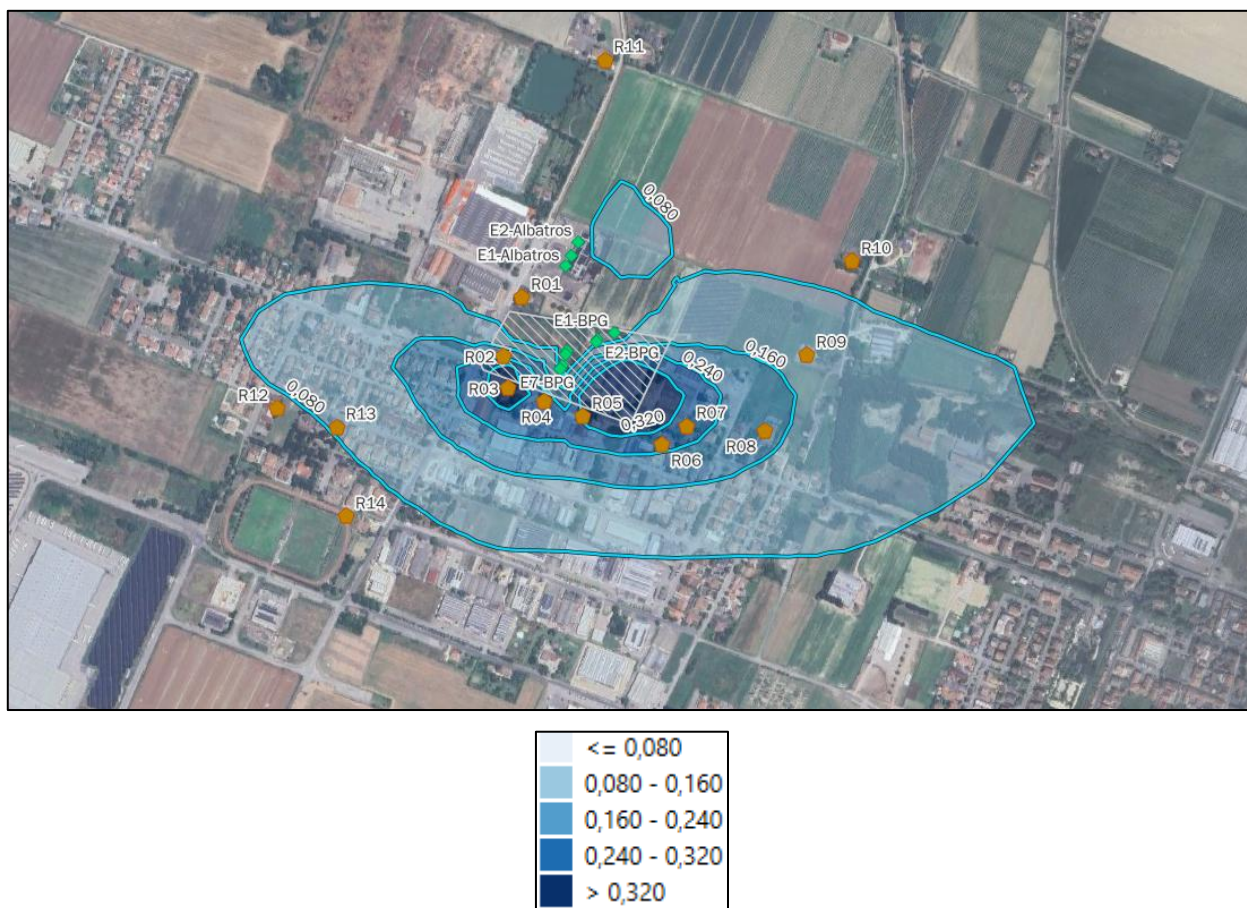 R11
0,080
E2-Albatros
E1-Albatros
R10
R01
E1-BPG
E2-BPG
0,160
R09
R02
0,240
E7-BPG
R03
R12
0,080
R04
R05
0,320
R07
R13
R08
R06
R14
<= 0,080
0,080 - 0,160
0,160 - 0,240
0,240 - 0,320
> 0,320